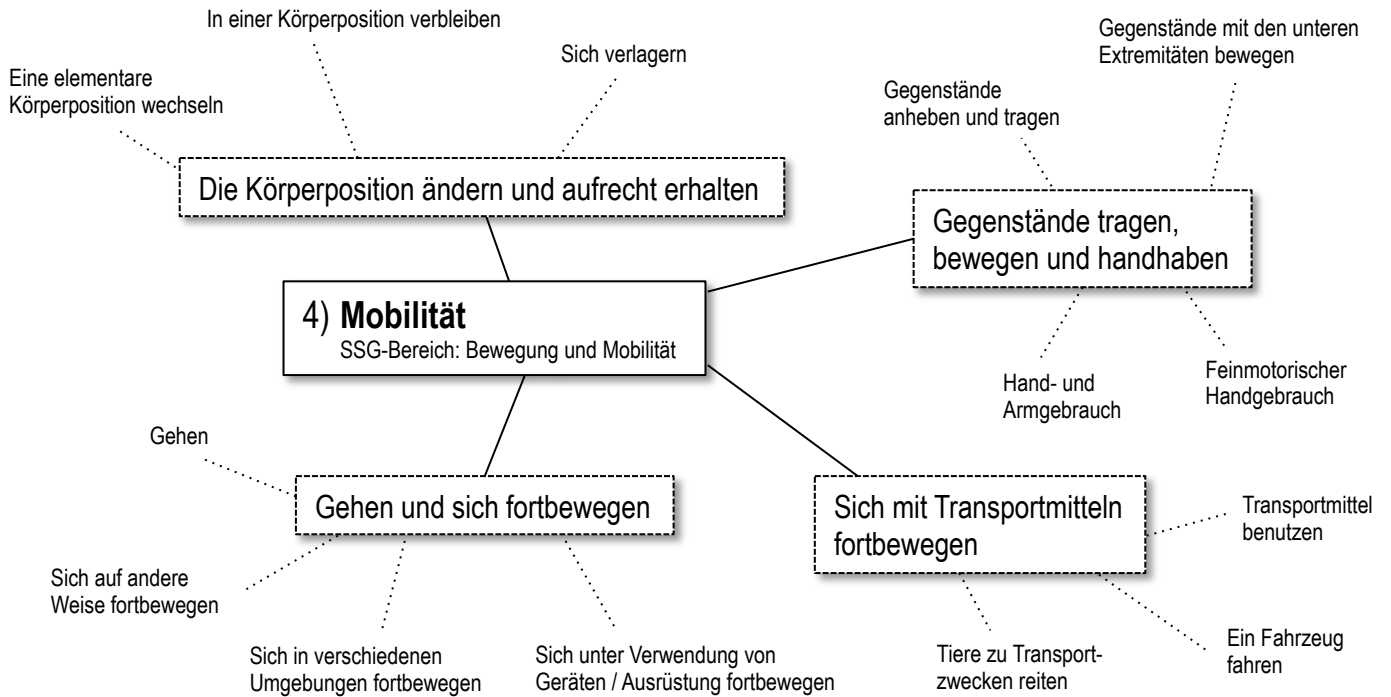 In einer Körperposition verbleiben
Sich verlagern
Eine elementare
Körperposition wechseln
Die Körperposition ändern und aufrecht erhalten
Gegenstände mit den unteren
Extremitäten bewegen
Gegenstände
anheben und tragen
Gegenstände tragen,
bewegen und handhaben
Hand- und
Armgebrauch
Feinmotorischer
Handgebrauch
4) Mobilität
SSG-Bereich: Bewegung und Mobilität
Gehen
Gehen und sich fortbewegen
Sich auf andere
Weise fortbewegen
Sich in verschiedenen
Umgebungen fortbewegen
Sich unter Verwendung von
Geräten / Ausrüstung fortbewegen
Sich mit Transportmitteln
fortbewegen
Transportmittel
benutzen
Tiere zu Transport-
zwecken reiten
Ein Fahrzeug
fahren